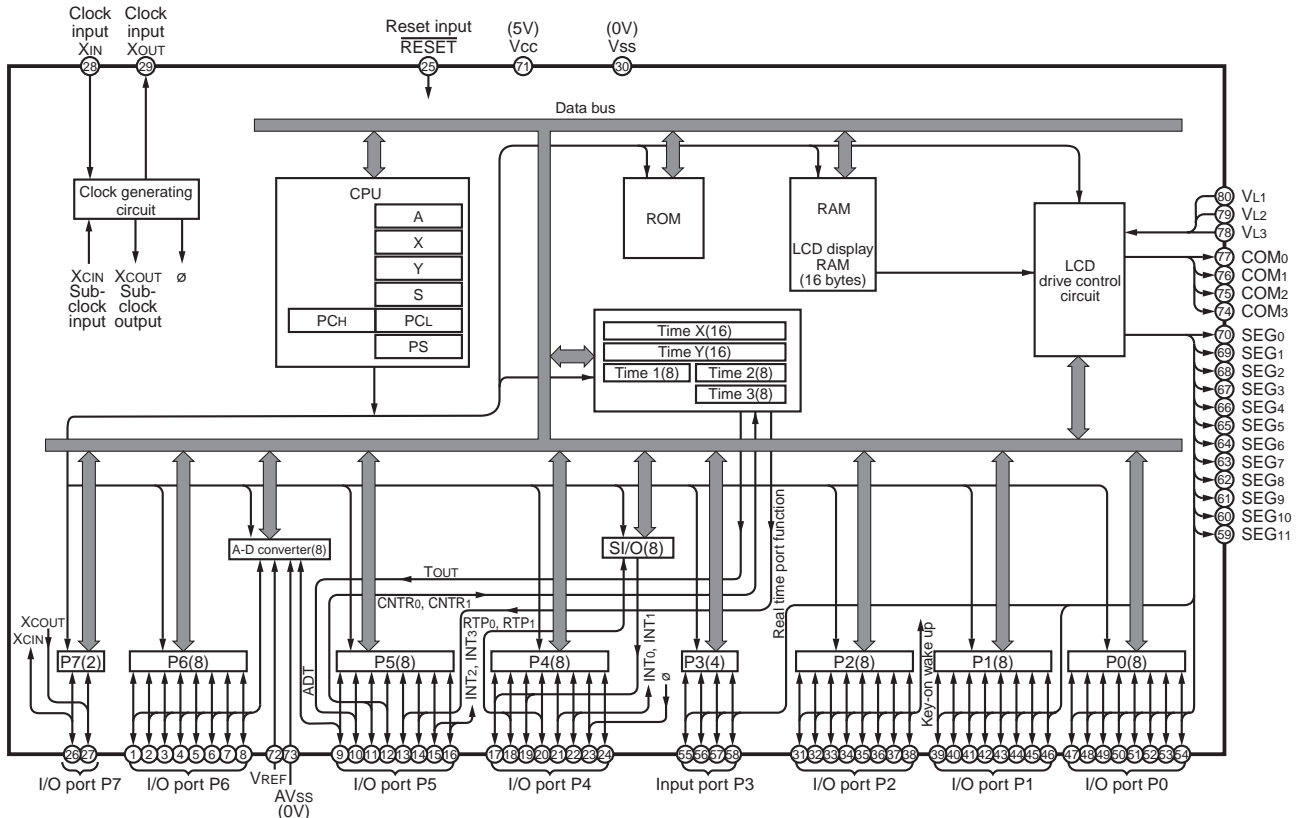 Clock input XIN
Clock input XOUT
Reset input RESET
(5V) VCC
(0V) VSS
28
29
25
71
30
Data bus
Clock generating circuit
XCIN Sub-clock input
XCOUT Sub-clock output
ø
CPU
A
X
Y
S
PCH
PCL
PS
ROM
RAM
LCD display RAM (16 bytes)
LCD drive control circuit
80 VL1
79 VL2
78 VL3
77 COM0
76 COM1
75 COM2
74 COM3
70 SEG0
69 SEG1
68 SEG2
67 SEG3
66 SEG4
65 SEG5
64 SEG6
63 SEG7
62 SEG8
61 SEG9
60 SEG10
59 SEG11
Time X(16)
Time Y(16)
Time 1(8)
Time 2(8)
Time 3(8)
A-D converter(8)
SI/O(8)
TOUT
CNTR0, CNTR1
RTP0, RTP1
Real time port function
XCOUT
XCIN
ADT
INT2, INT3
INT0, INT1
ø
Key-on wake up
P7(2)
P6(8)
P5(8)
P4(8)
P3(4)
P2(8)
P1(8)
P0(8)
26 27
1 2 3 4 5 6 7 8
72 73
9 10 11 12 13 14 15 16
17 18 19 20 21 22 23 24
55 56 57 58
31 32 33 34 35 36 37 38
39 40 41 42 43 44 45 46
47 48 49 50 51 52 53 54
I/O port P7
I/O port P6
VREF
AVSS
(0V)
I/O port P5
I/O port P4
Input port P3
I/O port P2
I/O port P1
I/O port P0